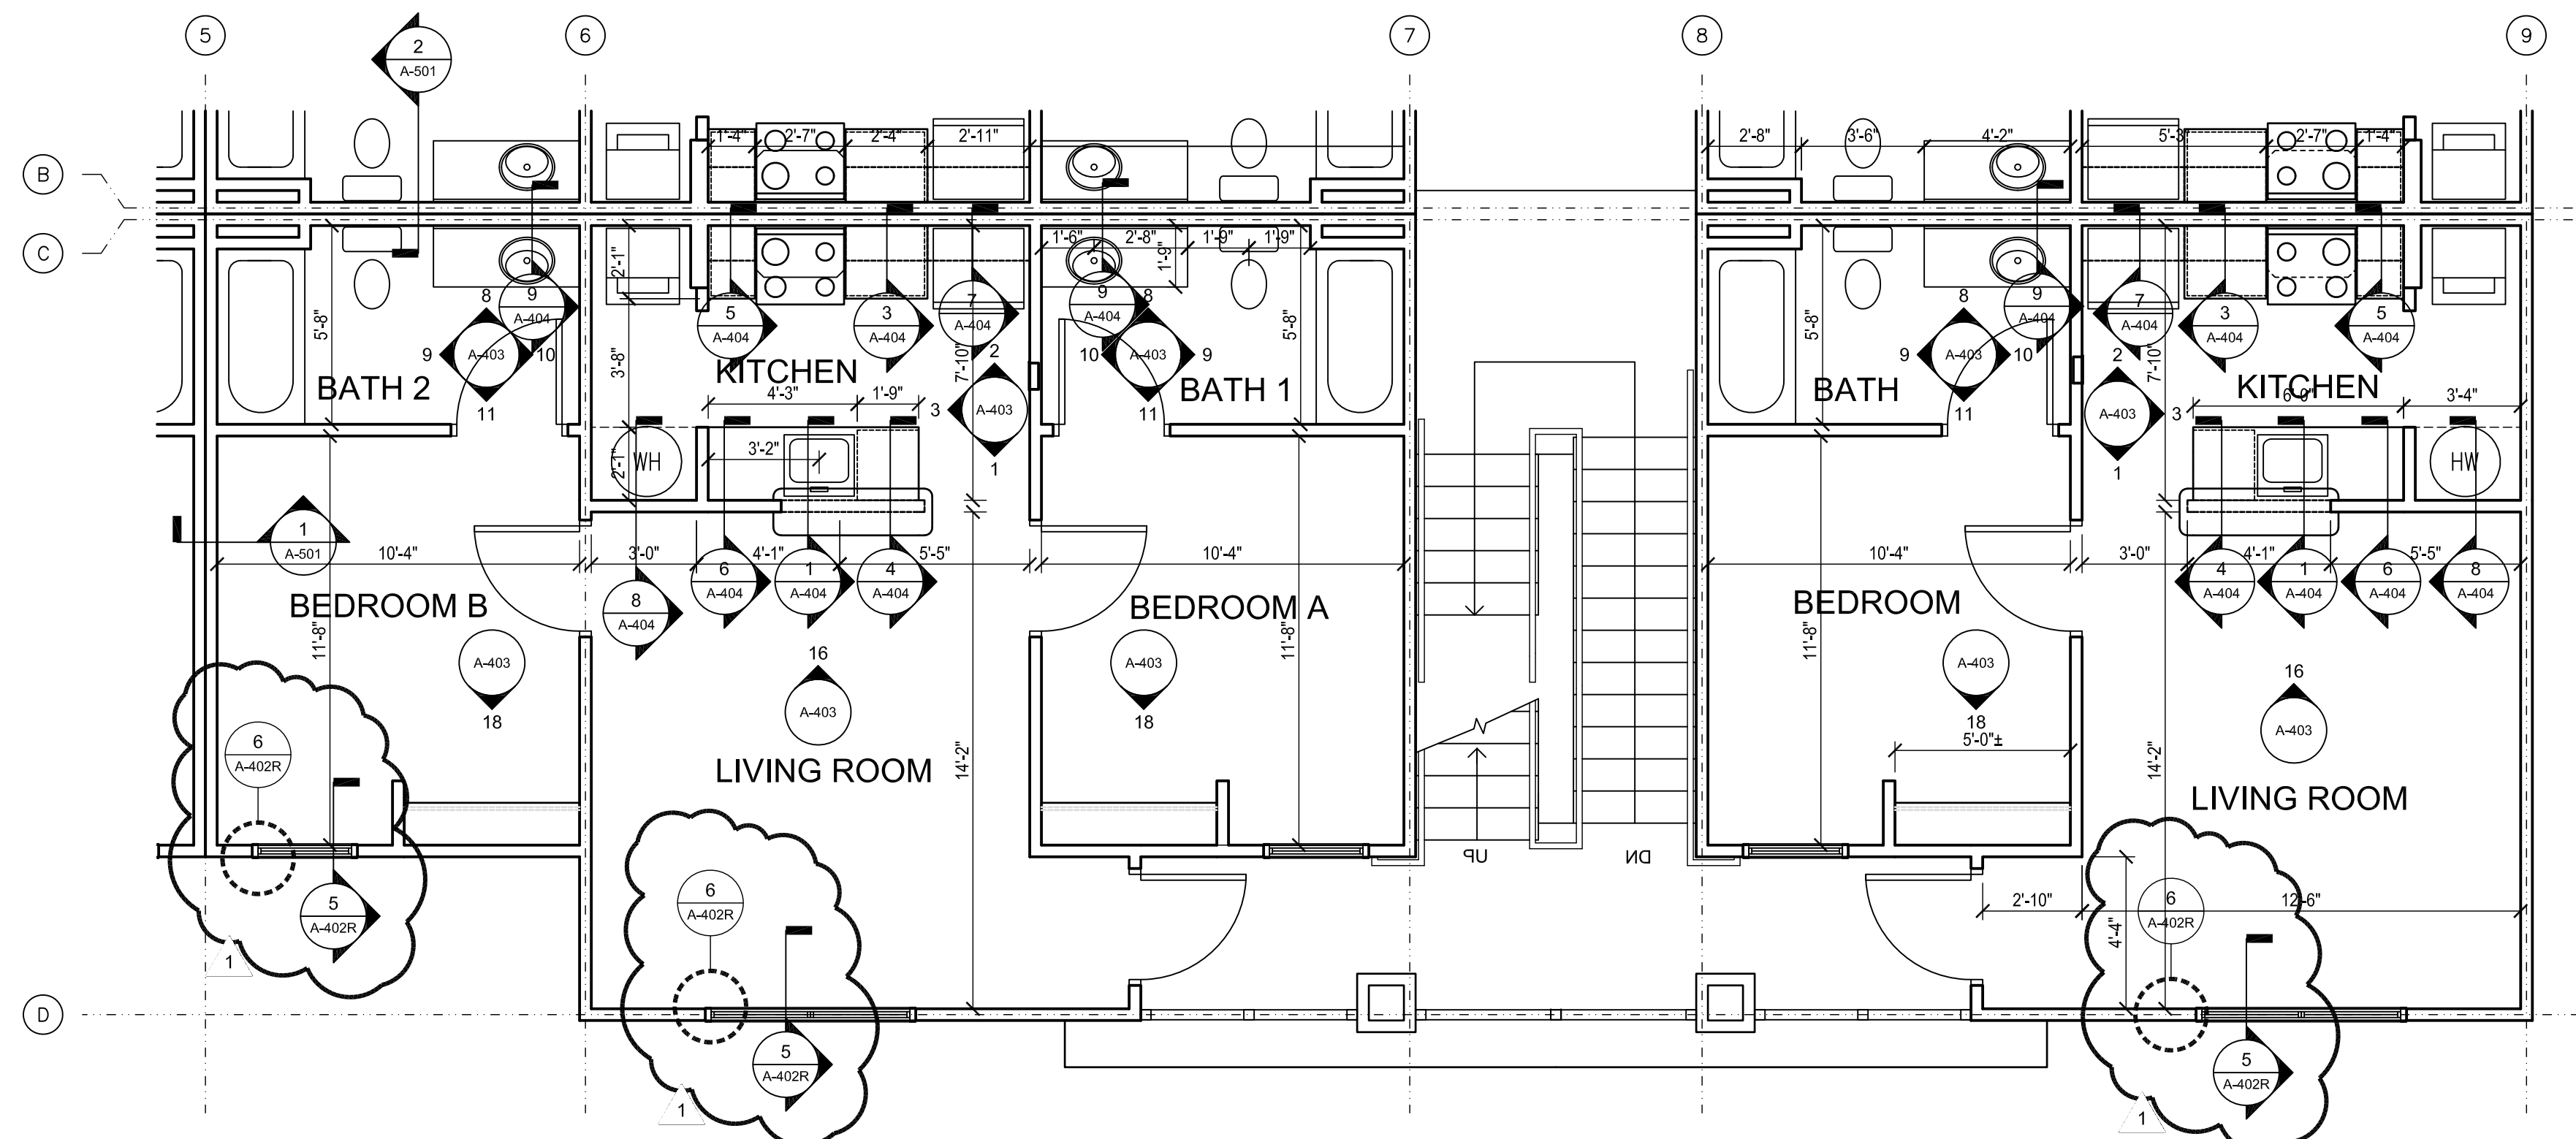 5
6
7
8
9
2
A-501
B
C
D
1'-4"
2'-7"
2'-4"
2'-11"
2'-8"
3'-6"
4'-2"
5'-3"
2'-7"
1'-4"
5'-8"
BATH 2
8
9
A-403
10
11
9
A-404
2'-1"
3'-8"
2'-1"
5
A-404
3
A-404
7
A-404
KITCHEN
7'-10"
4'-3"
1'-9"
3'-2"
WH
2
3
A-403
1
1'-6"
2'-8"
1'-9"
1'-9"
1'-9"
9
A-404
8
10
A-403
9
11
5'-8"
BATH 1
5'-8"
BATH
8
9
A-403
10
11
9
A-404
7
A-404
3
A-404
5
A-404
7'-10"
KITCHEN
6'-0"
3'-4"
2
A-403
3
1
HW
1
A-501
10'-4"
3'-0"
4'-1"
5'-5"
10'-4"
10'-4"
3'-0"
4'-1"
5'-5"
6
A-404
1
A-404
4
A-404
8
A-404
4
A-404
1
A-404
6
A-404
8
A-404
BEDROOM B
11'-8"
A-403
18
16
A-403
LIVING ROOM
14'-2"
BEDROOM A
11'-8"
A-403
18
BEDROOM
11'-8"
A-403
18
5'-0"±
16
A-403
LIVING ROOM
14'-2"
UP
DN
6
A-402R
5
A-402R
1
6
A-402R
5
A-402R
1
2'-10"
12'-6"
4'-4"
6
A-402R
5
A-402R
1